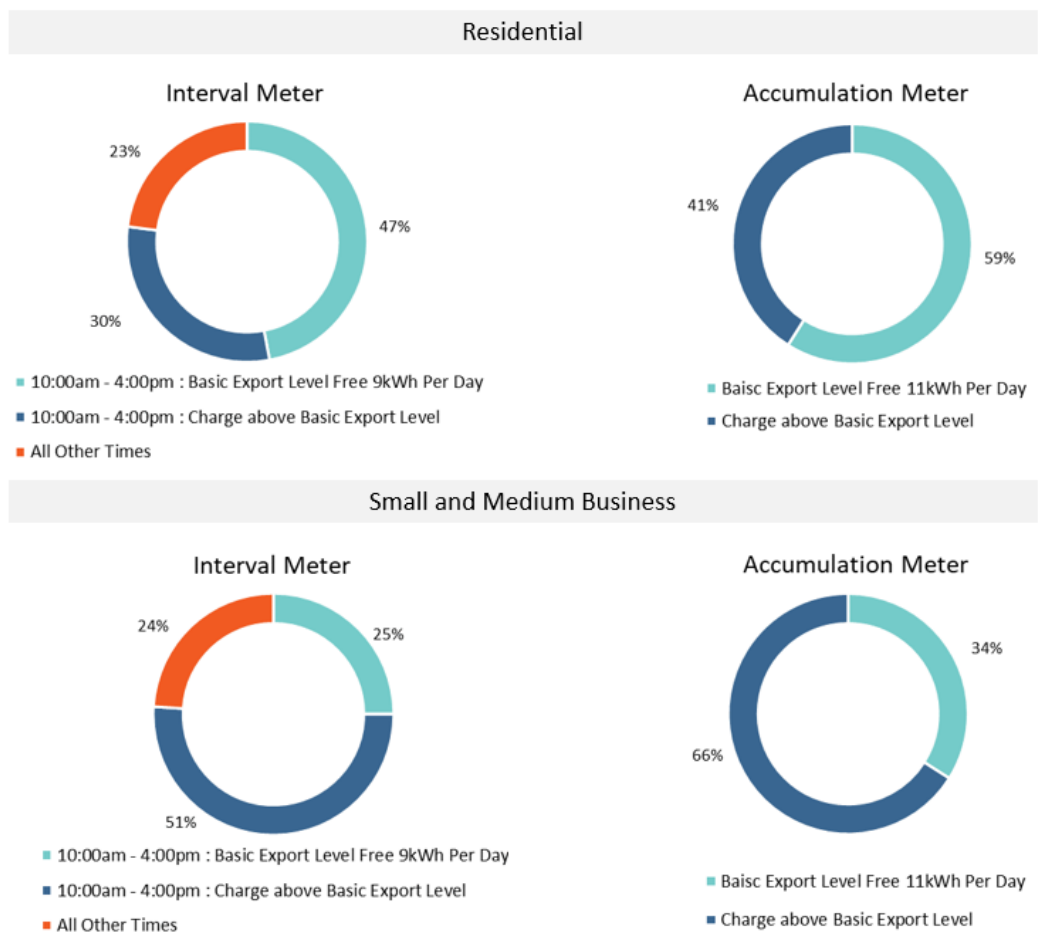 Residential
Interval Meter
23%
47%
30%
10:00am - 4:00pm : Basic Export Level Free 9kWh Per Day
10:00am - 4:00pm : Charge above Basic Export Level
All Other Times
Accumulation Meter
41%
59%
Baisc Export Level Free 11kWh Per Day
Charge above Basic Export Level
Small and Medium Business
Interval Meter
24%
25%
51%
10:00am - 4:00pm : Basic Export Level Free 9kWh Per Day
10:00am - 4:00pm : Charge above Basic Export Level
All Other Times
Accumulation Meter
34%
66%
Baisc Export Level Free 11kWh Per Day
Charge above Basic Export Level